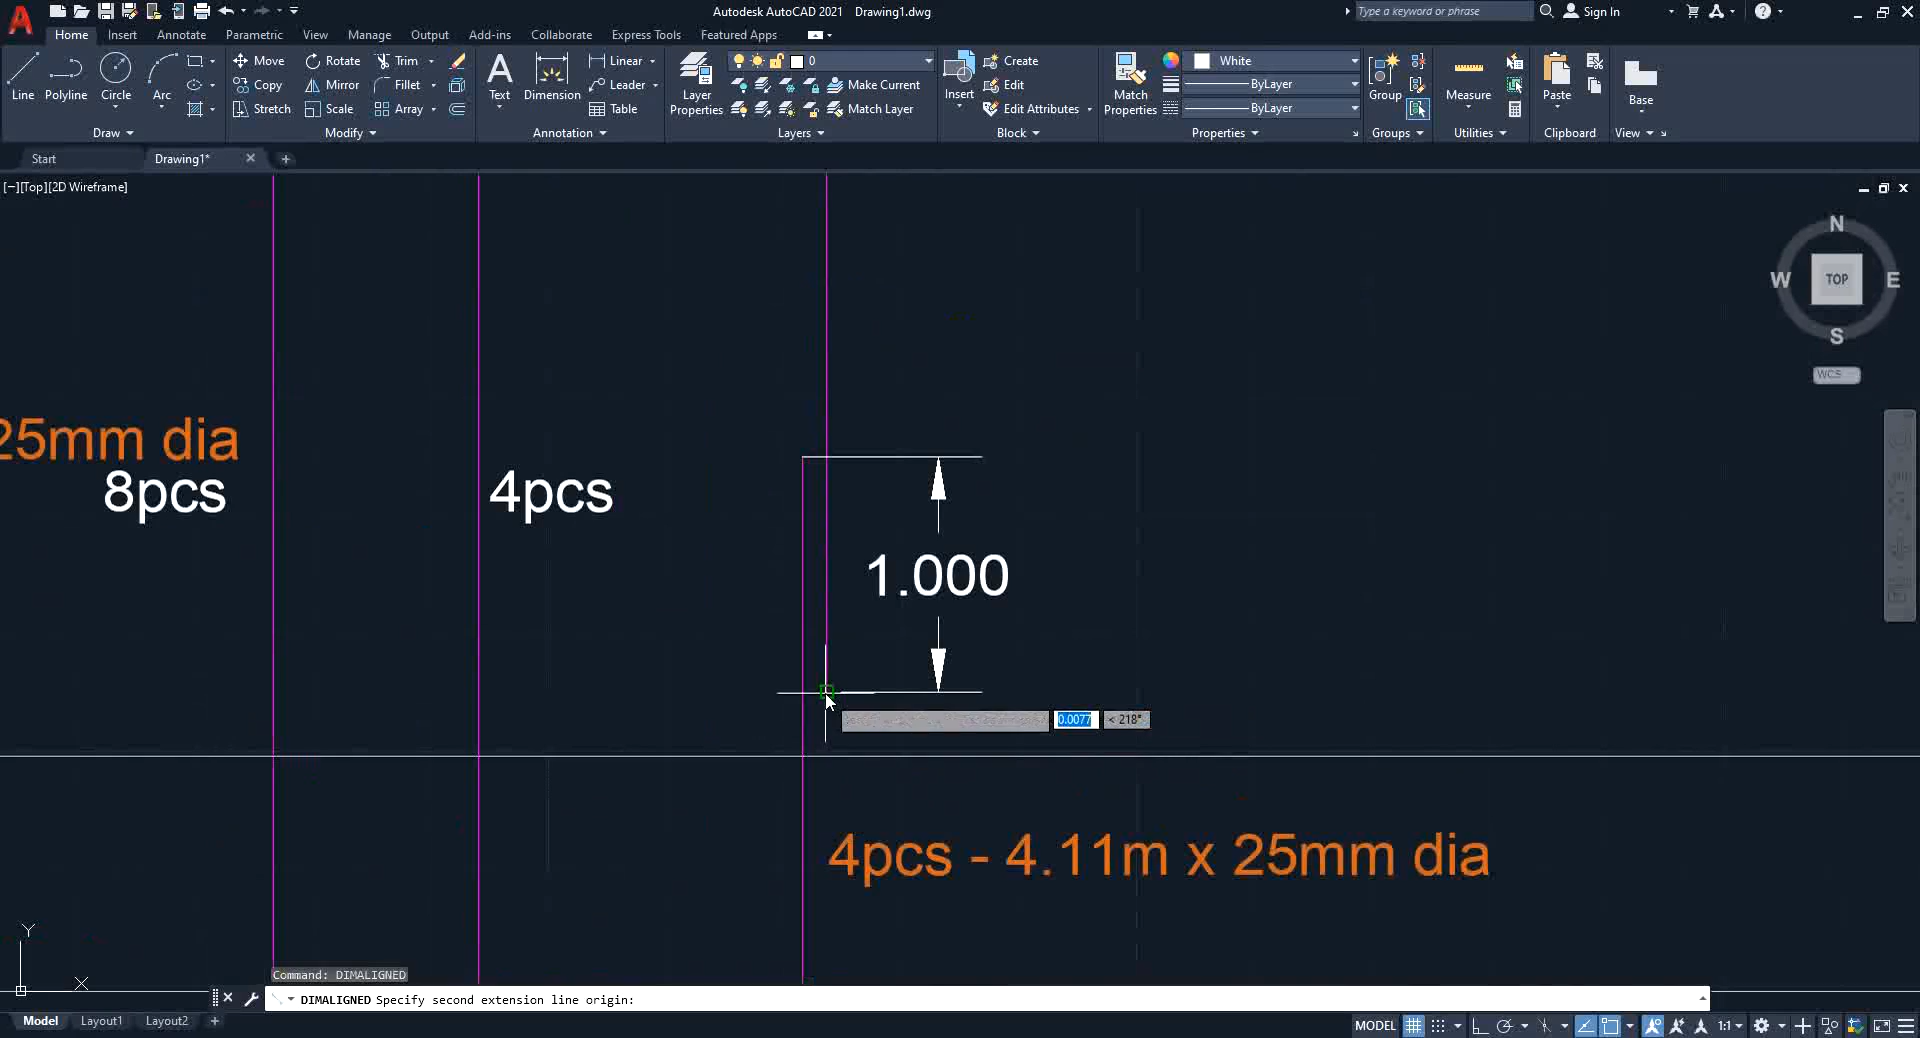 Autodesk AutoCAD 2021 Drawing1.dwg
Type a keyword or phrase
Sign In
Home Insert Annotate Parametric View Manage Output Add-ins Collaborate Express Tools Featured Apps
Line Polyline Circle Arc
Draw
Move Rotate Trim
Copy Mirror Fillet
Stretch Scale Array
Modify
Text Dimension
Linear
Leader
Table
Annotation
Layer Properties
0
Make Current
Match Layer
Layers
Insert
Create
Edit
Edit Attributes
Block
Match Properties
White
ByLayer
ByLayer
Properties
Group
Groups
Measure
Utilities
Paste
Clipboard
Base
View
Start Drawing1*
[−][Top][2D Wireframe]
N
W TOP E
S
WCS
25mm dia
8pcs 4pcs
1.000
0.0077 < 218°
4pcs - 4.11m x 25mm dia
Y
X
Command: DIMALIGNED
DIMALIGNED Specify second extension line origin:
Model Layout1 Layout2
MODEL 1:1